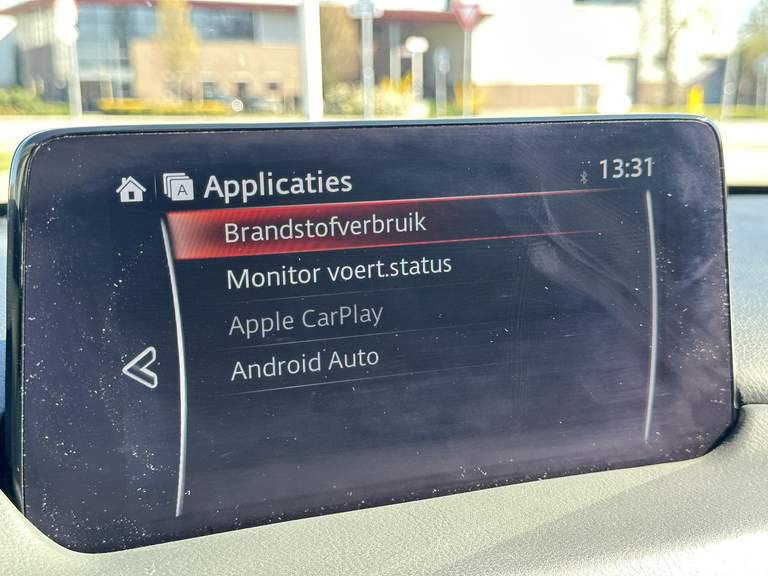 A Applicaties 13:31
Brandstofverbruik
Monitor voert.status
Apple CarPlay
Android Auto